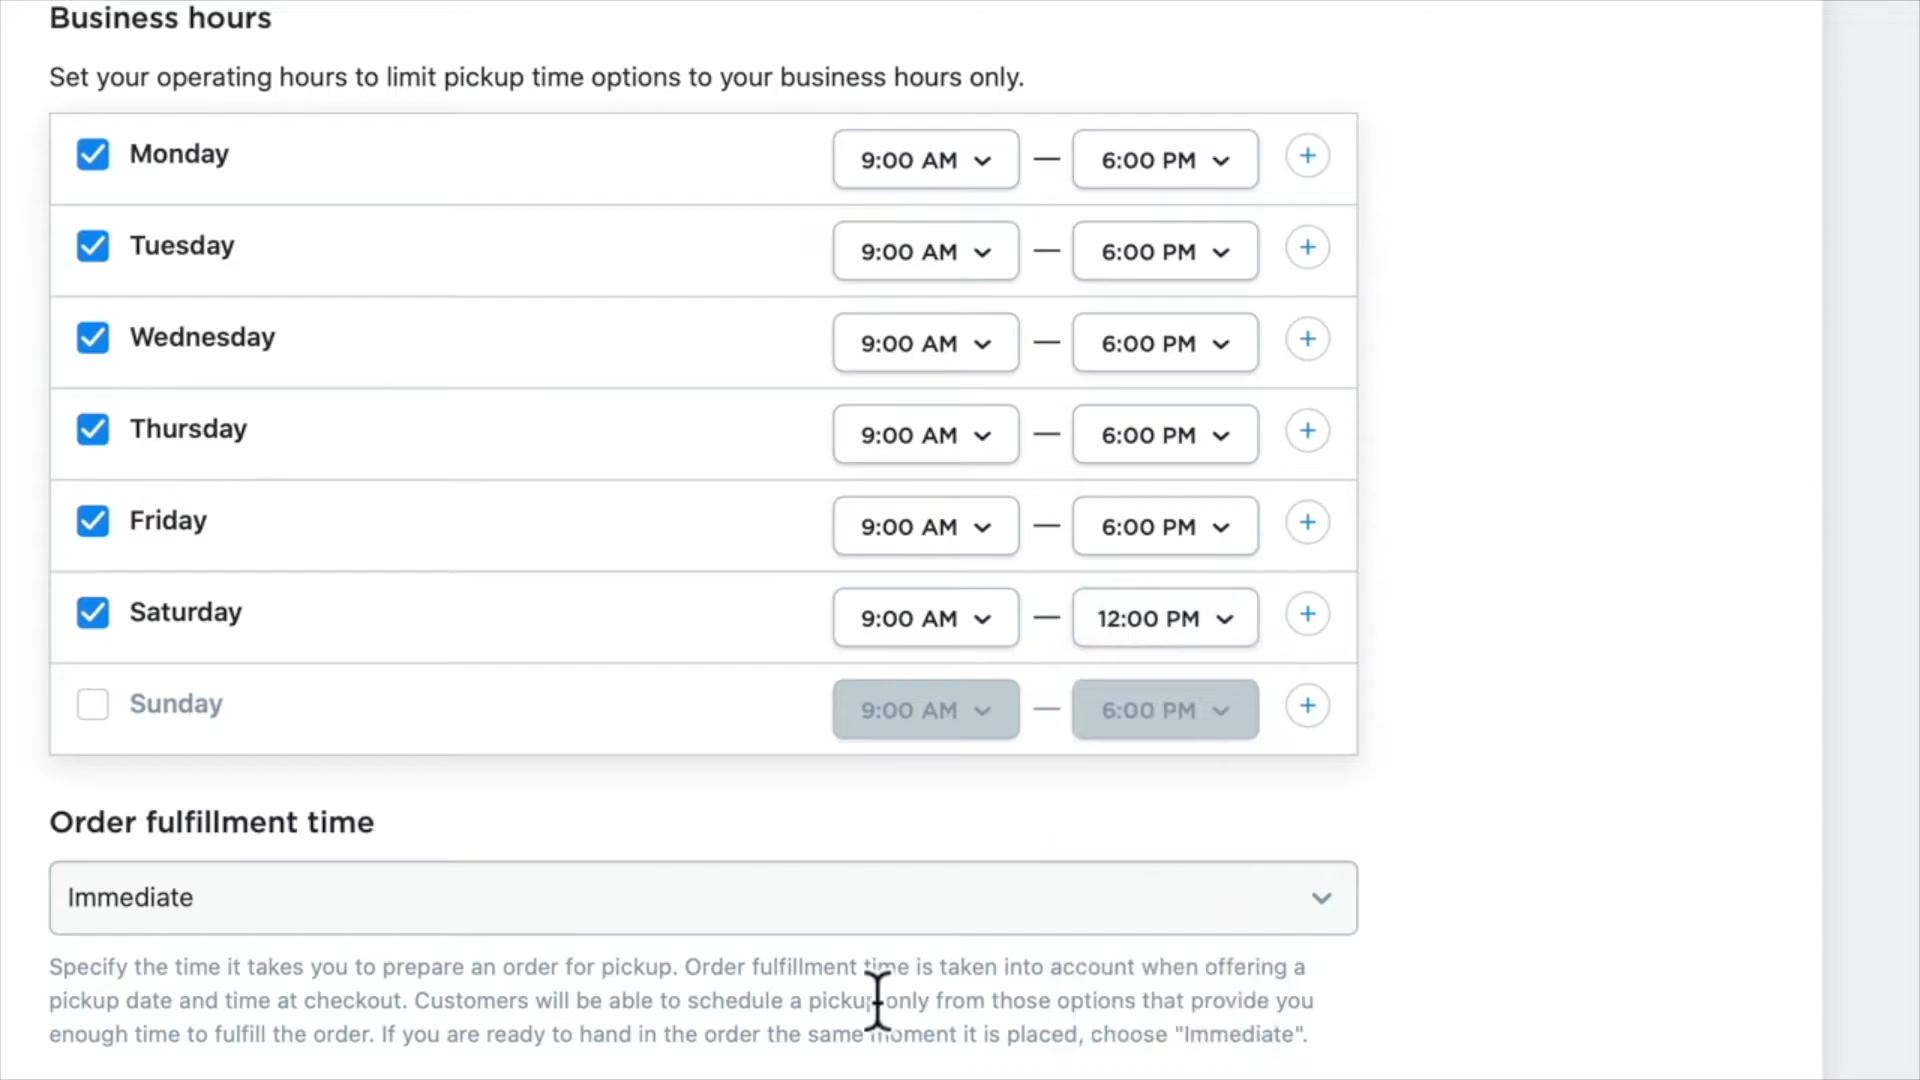 Business hours
Set your operating hours to limit pickup time options to your business hours only.
Monday 9:00 AM — 6:00 PM +
Tuesday 9:00 AM — 6:00 PM +
Wednesday 9:00 AM — 6:00 PM +
Thursday 9:00 AM — 6:00 PM +
Friday 9:00 AM — 6:00 PM +
Saturday 9:00 AM — 12:00 PM +
Sunday 9:00 AM — 6:00 PM +
Order fulfillment time
Immediate
Specify the time it takes you to prepare an order for pickup. Order fulfillment time is taken into account when offering a
pickup date and time at checkout. Customers will be able to schedule a pickup only from those options that provide you
enough time to fulfill the order. If you are ready to hand in the order the same moment it is placed, choose "Immediate".